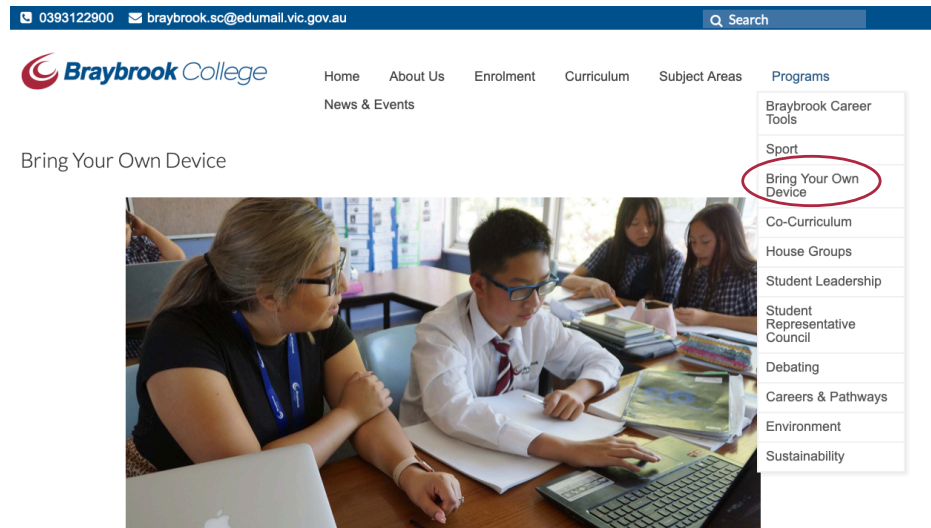 0393122900 braybrook.sc@edumail.vic.gov.au Search
Braybrook College
Home About Us Enrolment Curriculum Subject Areas Programs
News & Events
Braybrook Career
Tools
Sport
Bring Your Own
Device
Co-Curriculum
House Groups
Student Leadership
Student
Representative
Council
Debating
Careers & Pathways
Environment
Sustainability
Bring Your Own Device